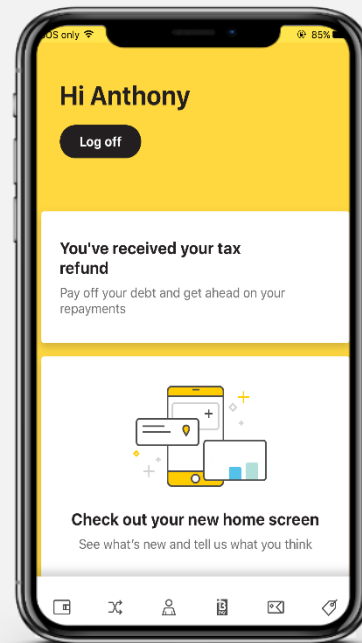 OS only 85%
Hi Anthony
Log off
You've received your tax
refund
Pay off your debt and get ahead on your
repayments
Check out your new home screen
See what's new and tell us what you think